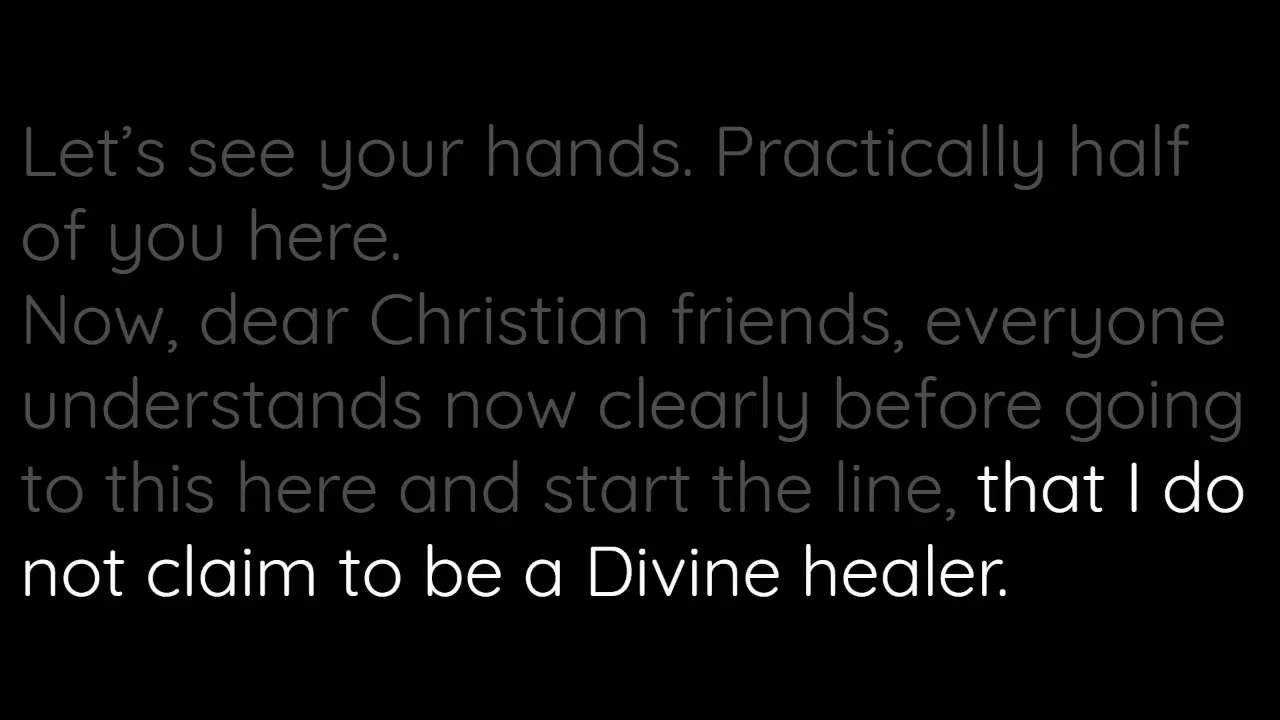 Let’s see your hands. Practically half
of you here.
Now, dear Christian friends, everyone
understands now clearly before going
to this here and start the line, that I do
not claim to be a Divine healer.